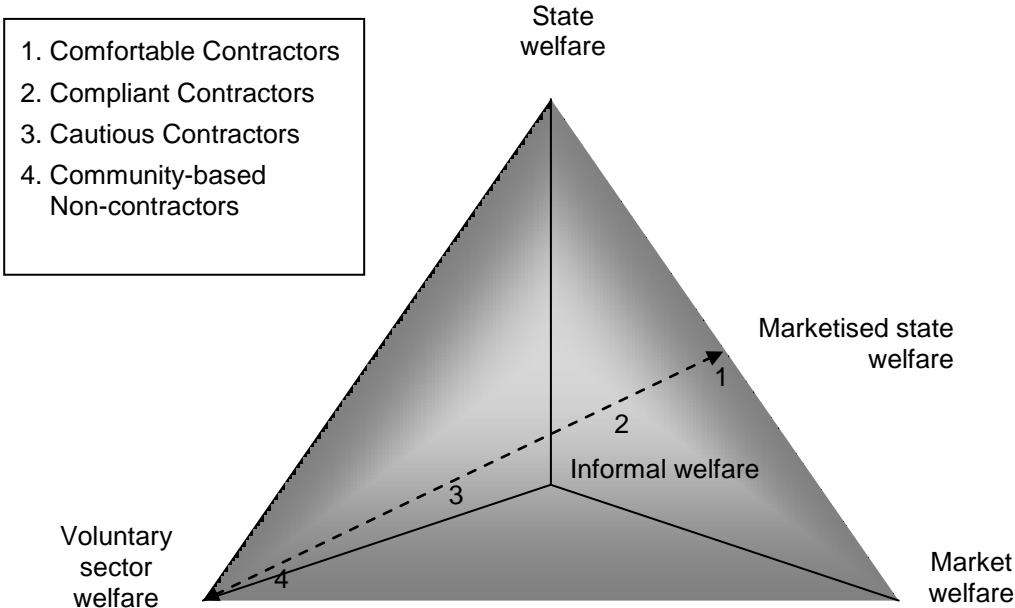 1. Comfortable Contractors
2. Compliant Contractors
3. Cautious Contractors
4. Community-based
Non-contractors
State
welfare
Marketised state
welfare
1
2
Informal welfare
3
4
Voluntary
sector
welfare
Market
welfare